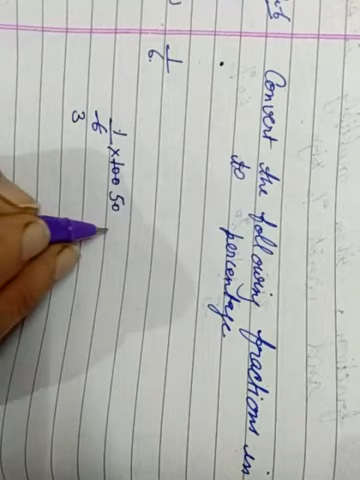 Convert the following fractions in
to percentage
1/6
1/6 x 100 50
3